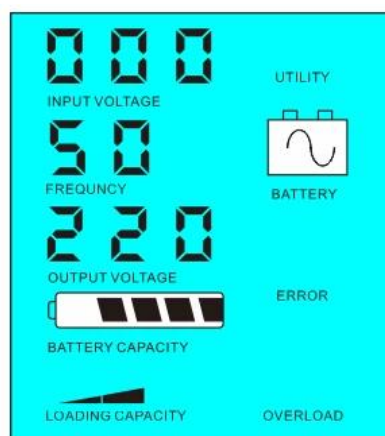 000
UTILITY
INPUT VOLTAGE
50
FREQUNCY
BATTERY
220
OUTPUT VOLTAGE
ERROR
BATTERY CAPACITY
LOADING CAPACITY
OVERLOAD